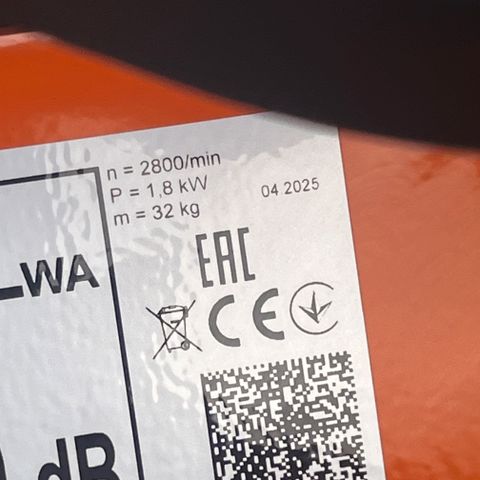 n = 2800/min
P = 1,8 kW
m = 32 kg
04 2025
LWA
EAC
CE
dB